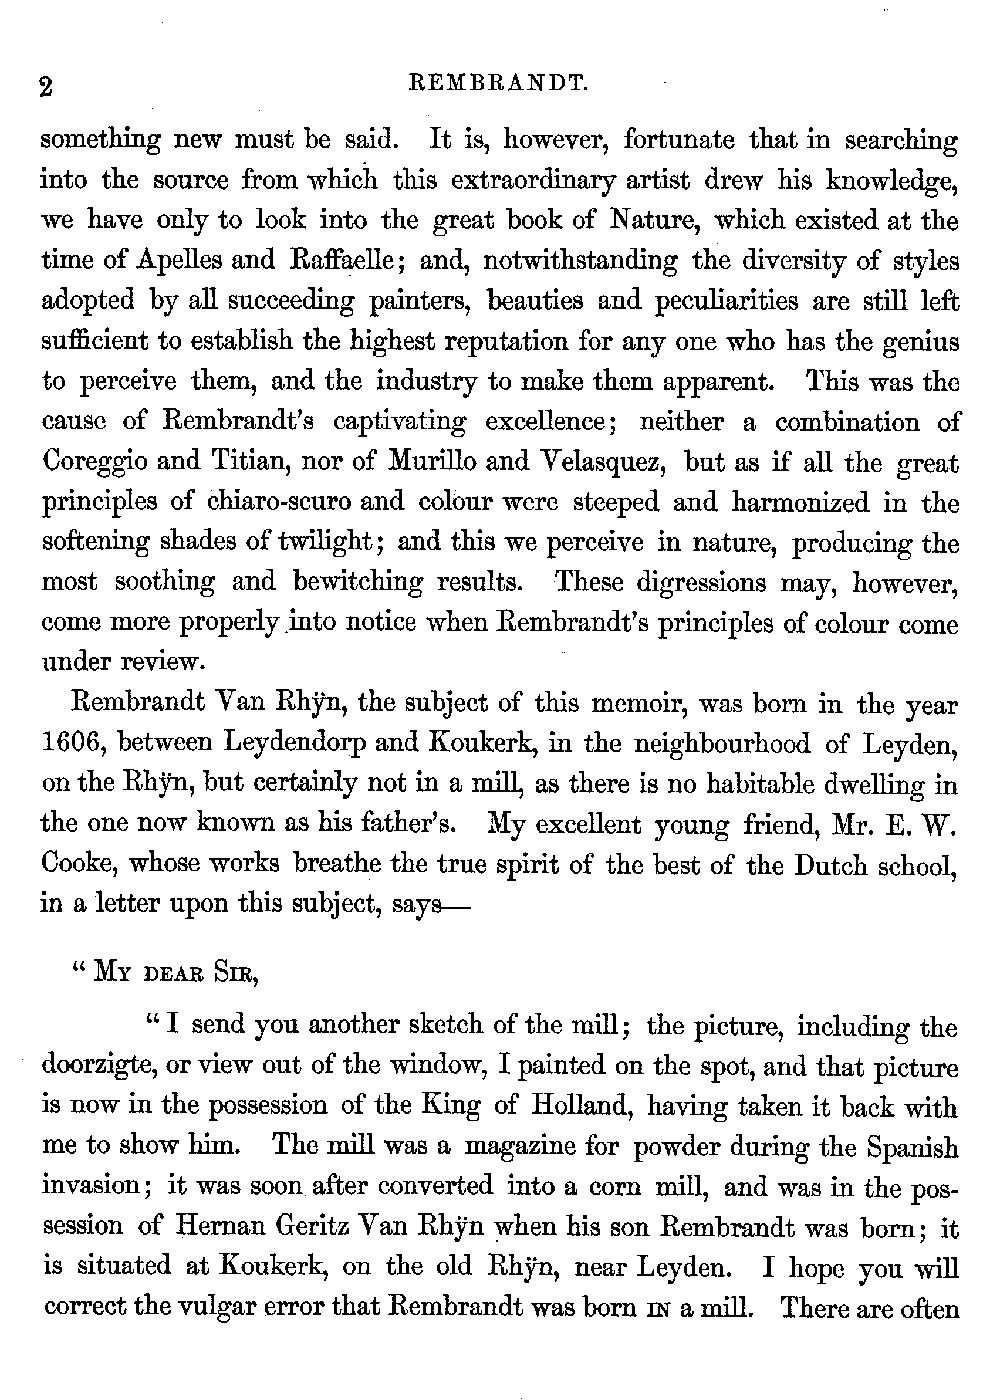 2 REMBRANDT.
something new must be said. It is, however, fortunate that in searching
into the source from which this extraordinary artist drew his knowledge,
we have only to look into the great book of Nature, which existed at the
time of Apelles and Raffaelle; and, notwithstanding the diversity of styles
adopted by all succeeding painters, beauties and peculiarities are still left
sufficient to establish the highest reputation for any one who has the genius
to perceive them, and the industry to make them apparent. This was the
cause of Rembrandt's captivating excellence; neither a combination of
Coreggio and Titian, nor of Murillo and Velasquez, but as if all the great
principles of chiaro-scuro and colour were steeped and harmonized in the
softening shades of twilight; and this we perceive in nature, producing the
most soothing and bewitching results. These digressions may, however,
come more properly into notice when Rembrandt's principles of colour come
under review.
Rembrandt Van Rhÿn, the subject of this memoir, was born in the year
1606, between Leydendorp and Koukerk, in the neighbourhood of Leyden,
on the Rhÿn, but certainly not in a mill, as there is no habitable dwelling in
the one now known as his father's. My excellent young friend, Mr. E. W.
Cooke, whose works breathe the true spirit of the best of the Dutch school,
in a letter upon this subject, says—
"My dear Sir,
"I send you another sketch of the mill; the picture, including the
doorzigte, or view out of the window, I painted on the spot, and that picture
is now in the possession of the King of Holland, having taken it back with
me to show him. The mill was a magazine for powder during the Spanish
invasion; it was soon after converted into a corn mill, and was in the pos-
session of Hernan Geritz Van Rhÿn when his son Rembrandt was born; it
is situated at Koukerk, on the old Rhÿn, near Leyden. I hope you will
correct the vulgar error that Rembrandt was born IN a mill. There are often